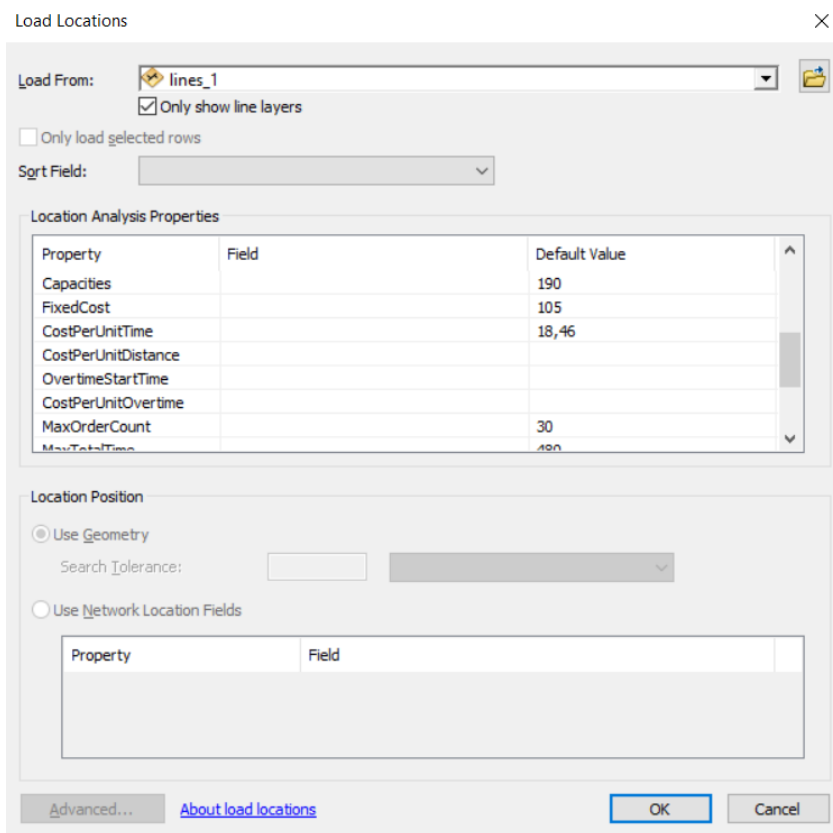 Load Locations
Load From: lines_1
Only show line layers
Only load selected rows
Sort Field:
Location Analysis Properties
Property Field Default Value
Capacities 190
FixedCost 105
CostPerUnitTime 18,46
CostPerUnitDistance
OvertimeStartTime
CostPerUnitOvertime
MaxOrderCount 30
MaxTotalTime 480
Location Position
Use Geometry
Search Tolerance:
Use Network Location Fields
Property Field
Advanced... About load locations OK Cancel